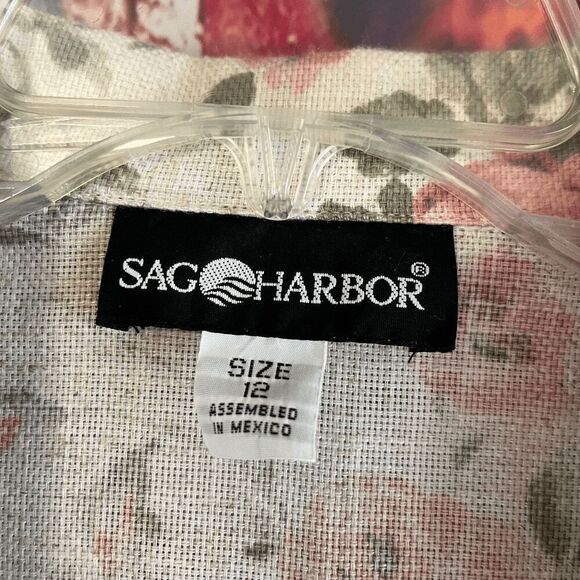 SAG HARBOR®
SIZE
12
ASSEMBLED
IN MEXICO